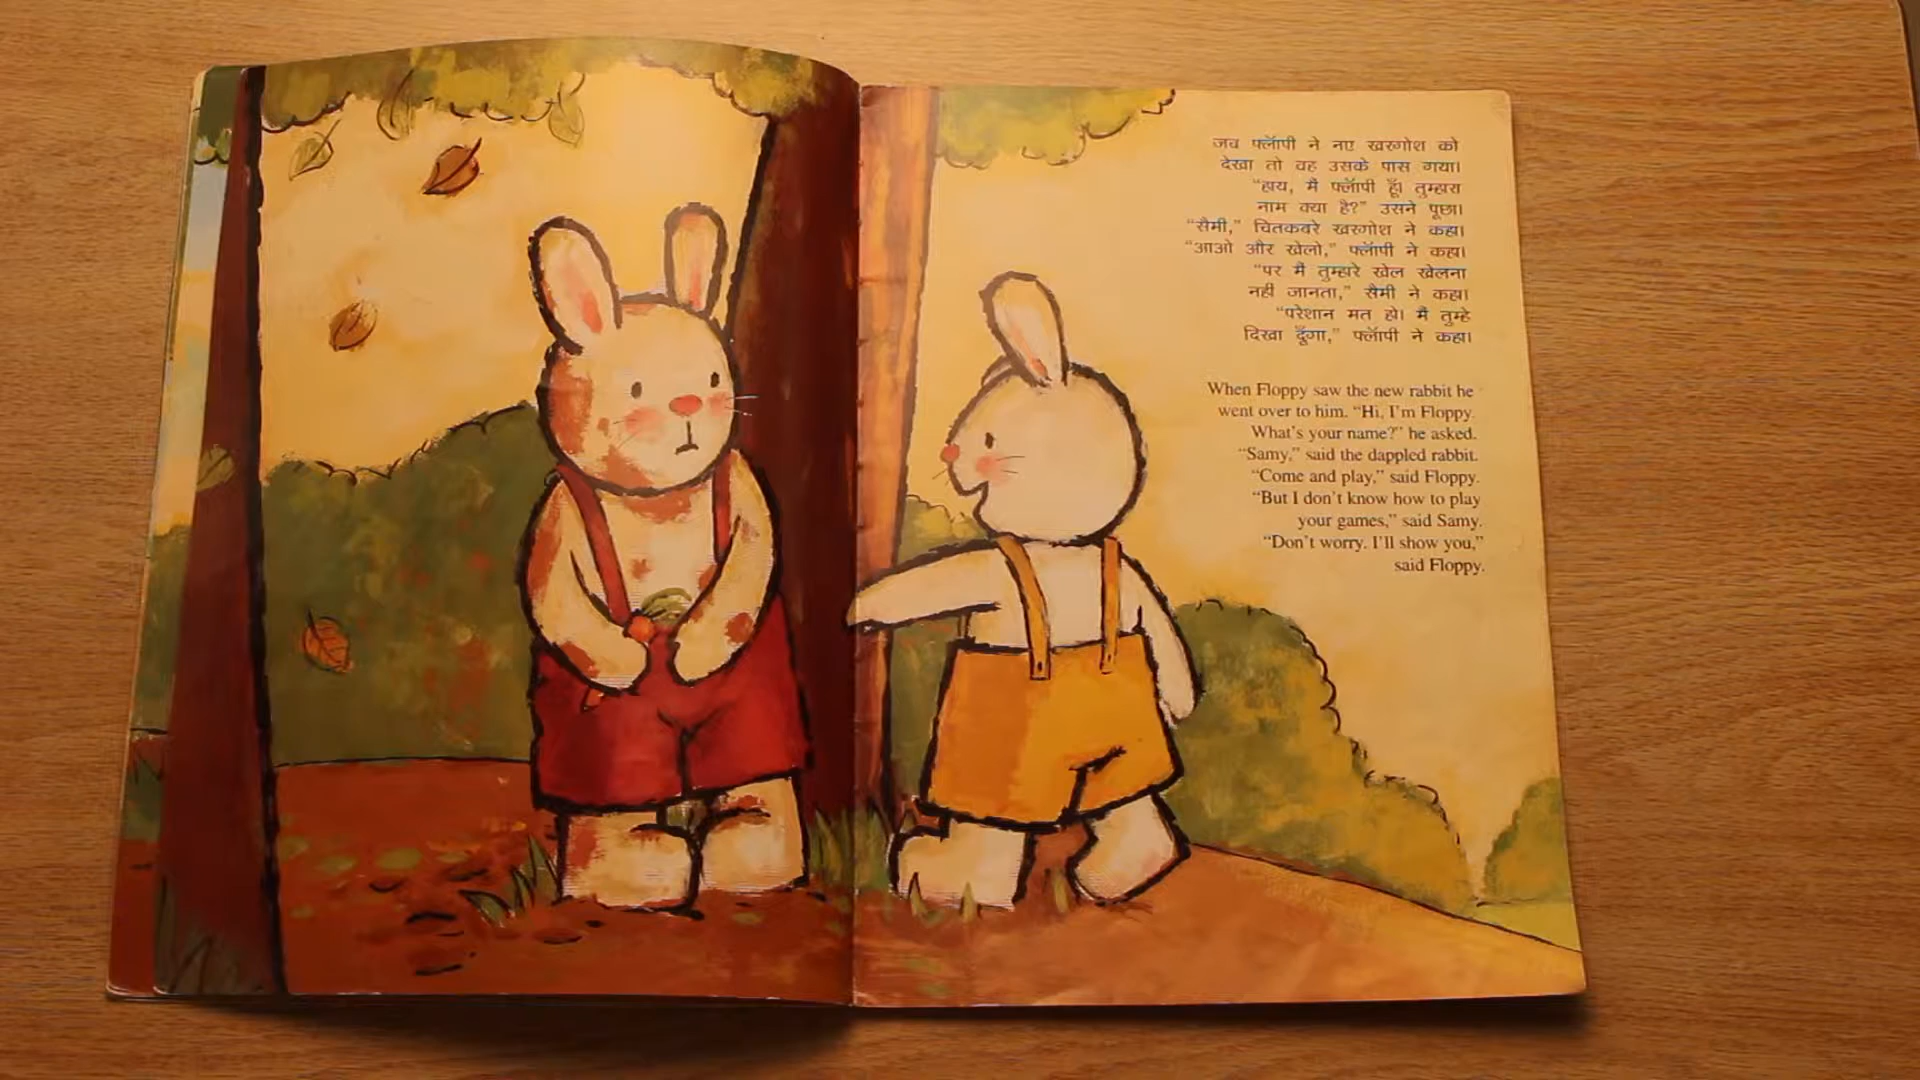 जब फ्लॉपी ने नए खरगोश को
देखा तो वह उसके पास गया।
“हाय, मैं फ्लॉपी हूँ। तुम्हारा
नाम क्या है?” उसने पूछा।
“सैमी,” चितकबरे खरगोश ने कहा।
“आओ और खेलो,” फ्लॉपी ने कहा।
“पर मैं तुम्हारे खेल खेलना
नहीं जानता,” सैमी ने कहा।
“परेशान मत हो। मैं तुम्हे
दिखा दूँगा,” फ्लॉपी ने कहा।
When Floppy saw the new rabbit he
went over to him. “Hi, I’m Floppy.
What’s your name?” he asked.
“Samy,” said the dappled rabbit.
“Come and play,” said Floppy.
“But I don’t know how to play
your games,” said Samy.
“Don’t worry. I’ll show you,”
said Floppy.